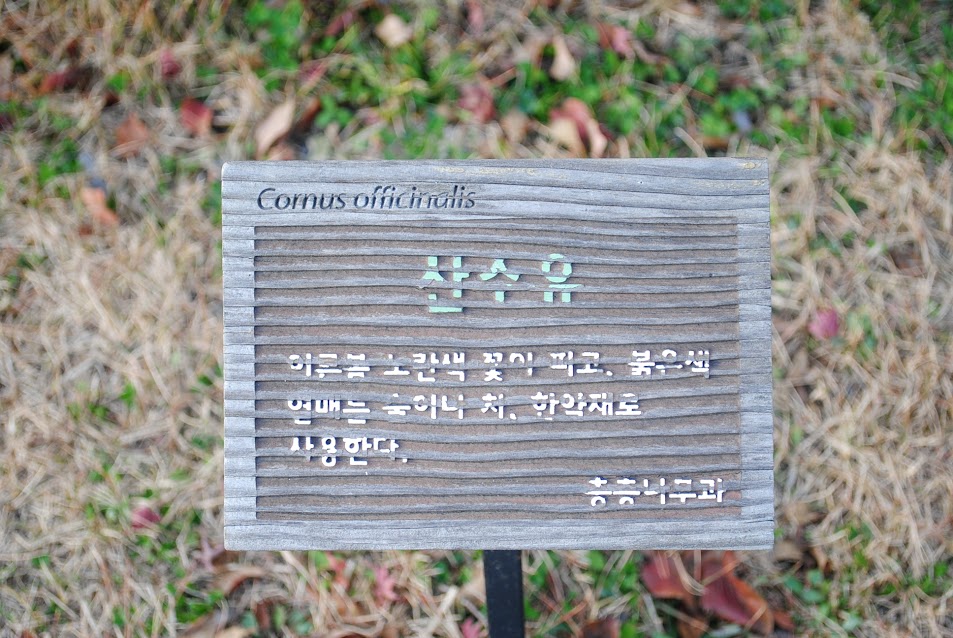 Cornus officinalis
산수유
이른봄 노란색 꽃이 피고, 붉은색
열매는 술이나 차, 한약재로
사용한다.
층층나무과